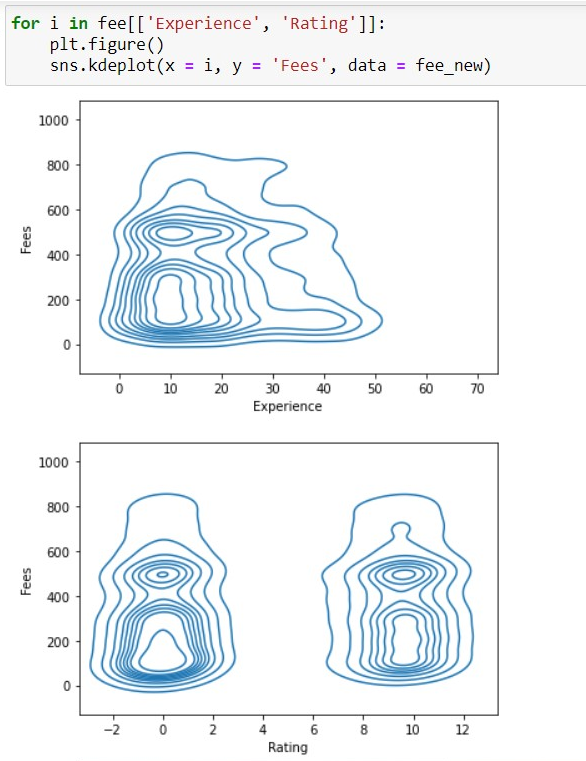 for i in fee[['Experience', 'Rating']]:
    plt.figure()
    sns.kdeplot(x = i, y = 'Fees', data = fee_new)
1000
800
600
400
200
0
Fees
0 10 20 30 40 50 60 70
Experience
1000
800
600
400
200
0
Fees
−2 0 2 4 6 8 10 12
Rating